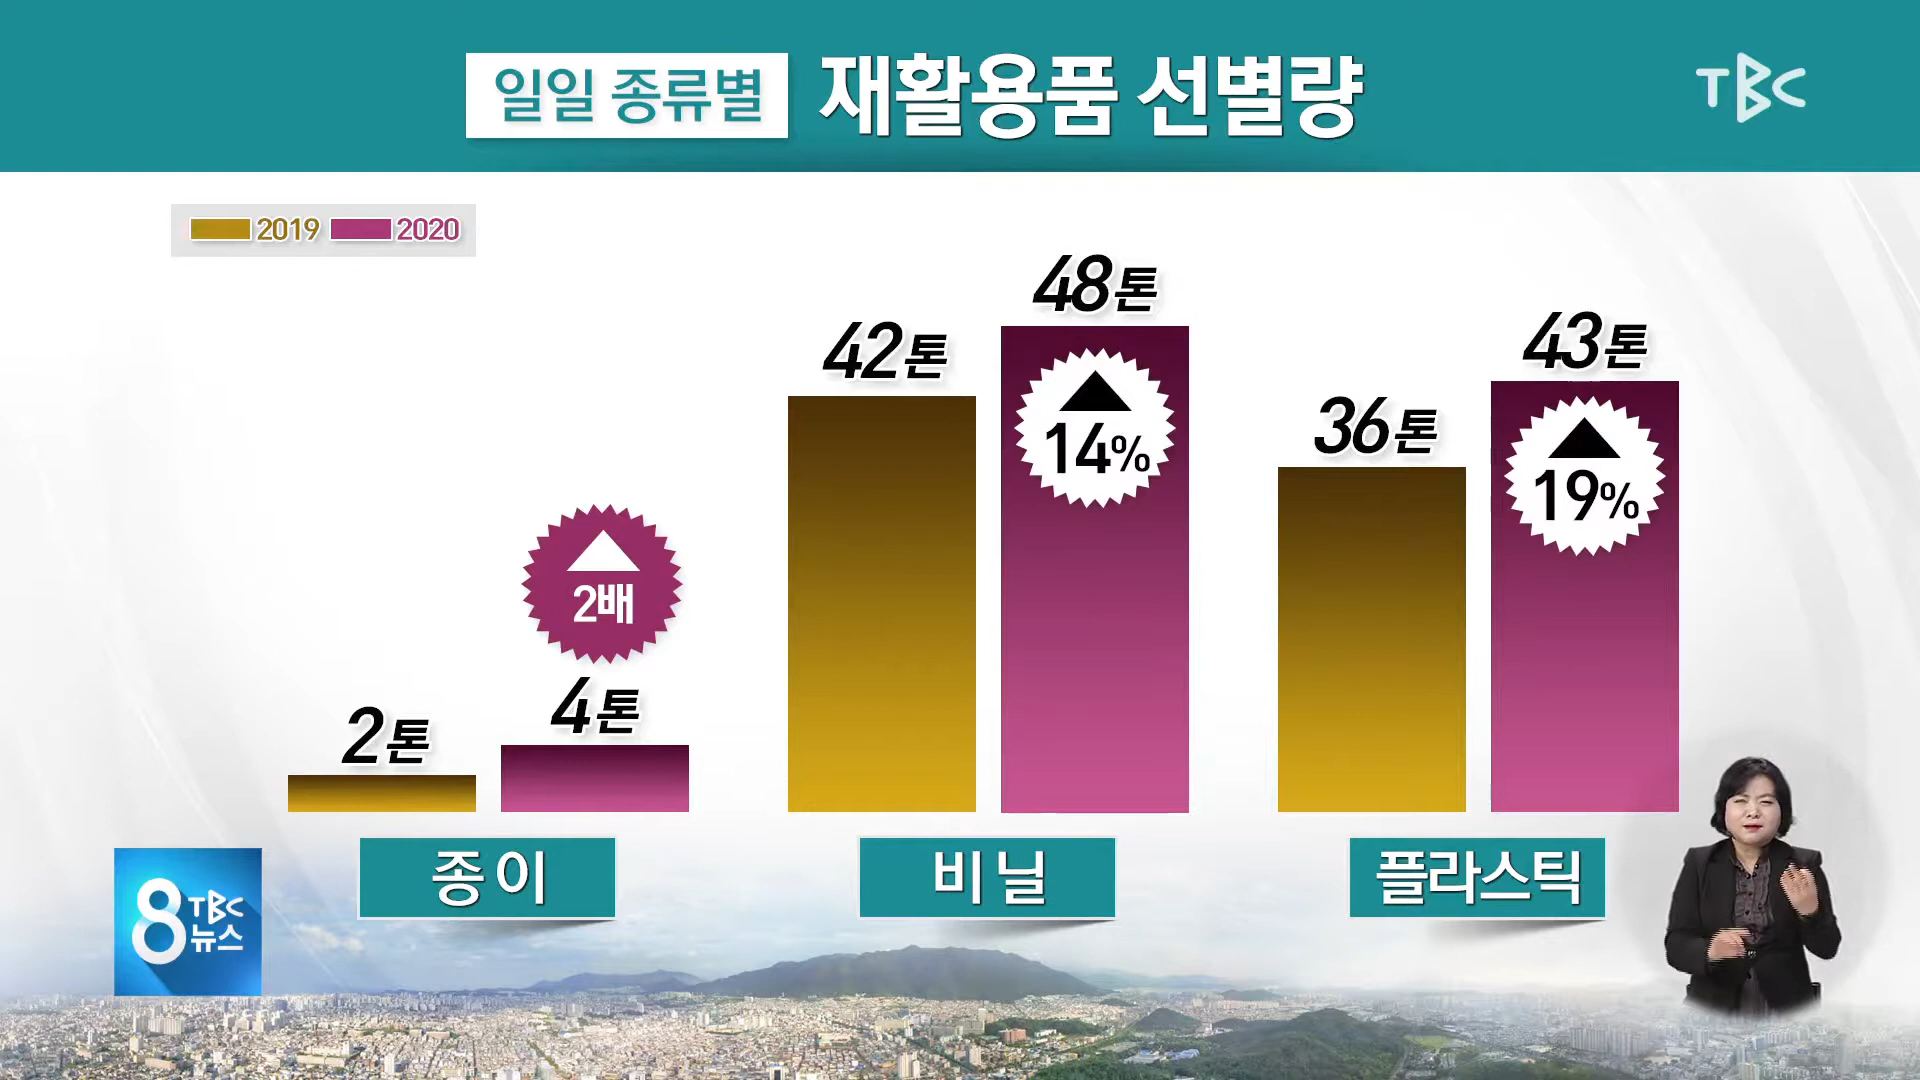 일일 종류별 재활용품 선별량
TBC
2019 2020
2톤
4톤
2배
42톤
48톤
14%
36톤
43톤
19%
종이
비닐
플라스틱
8 TBC 뉴스